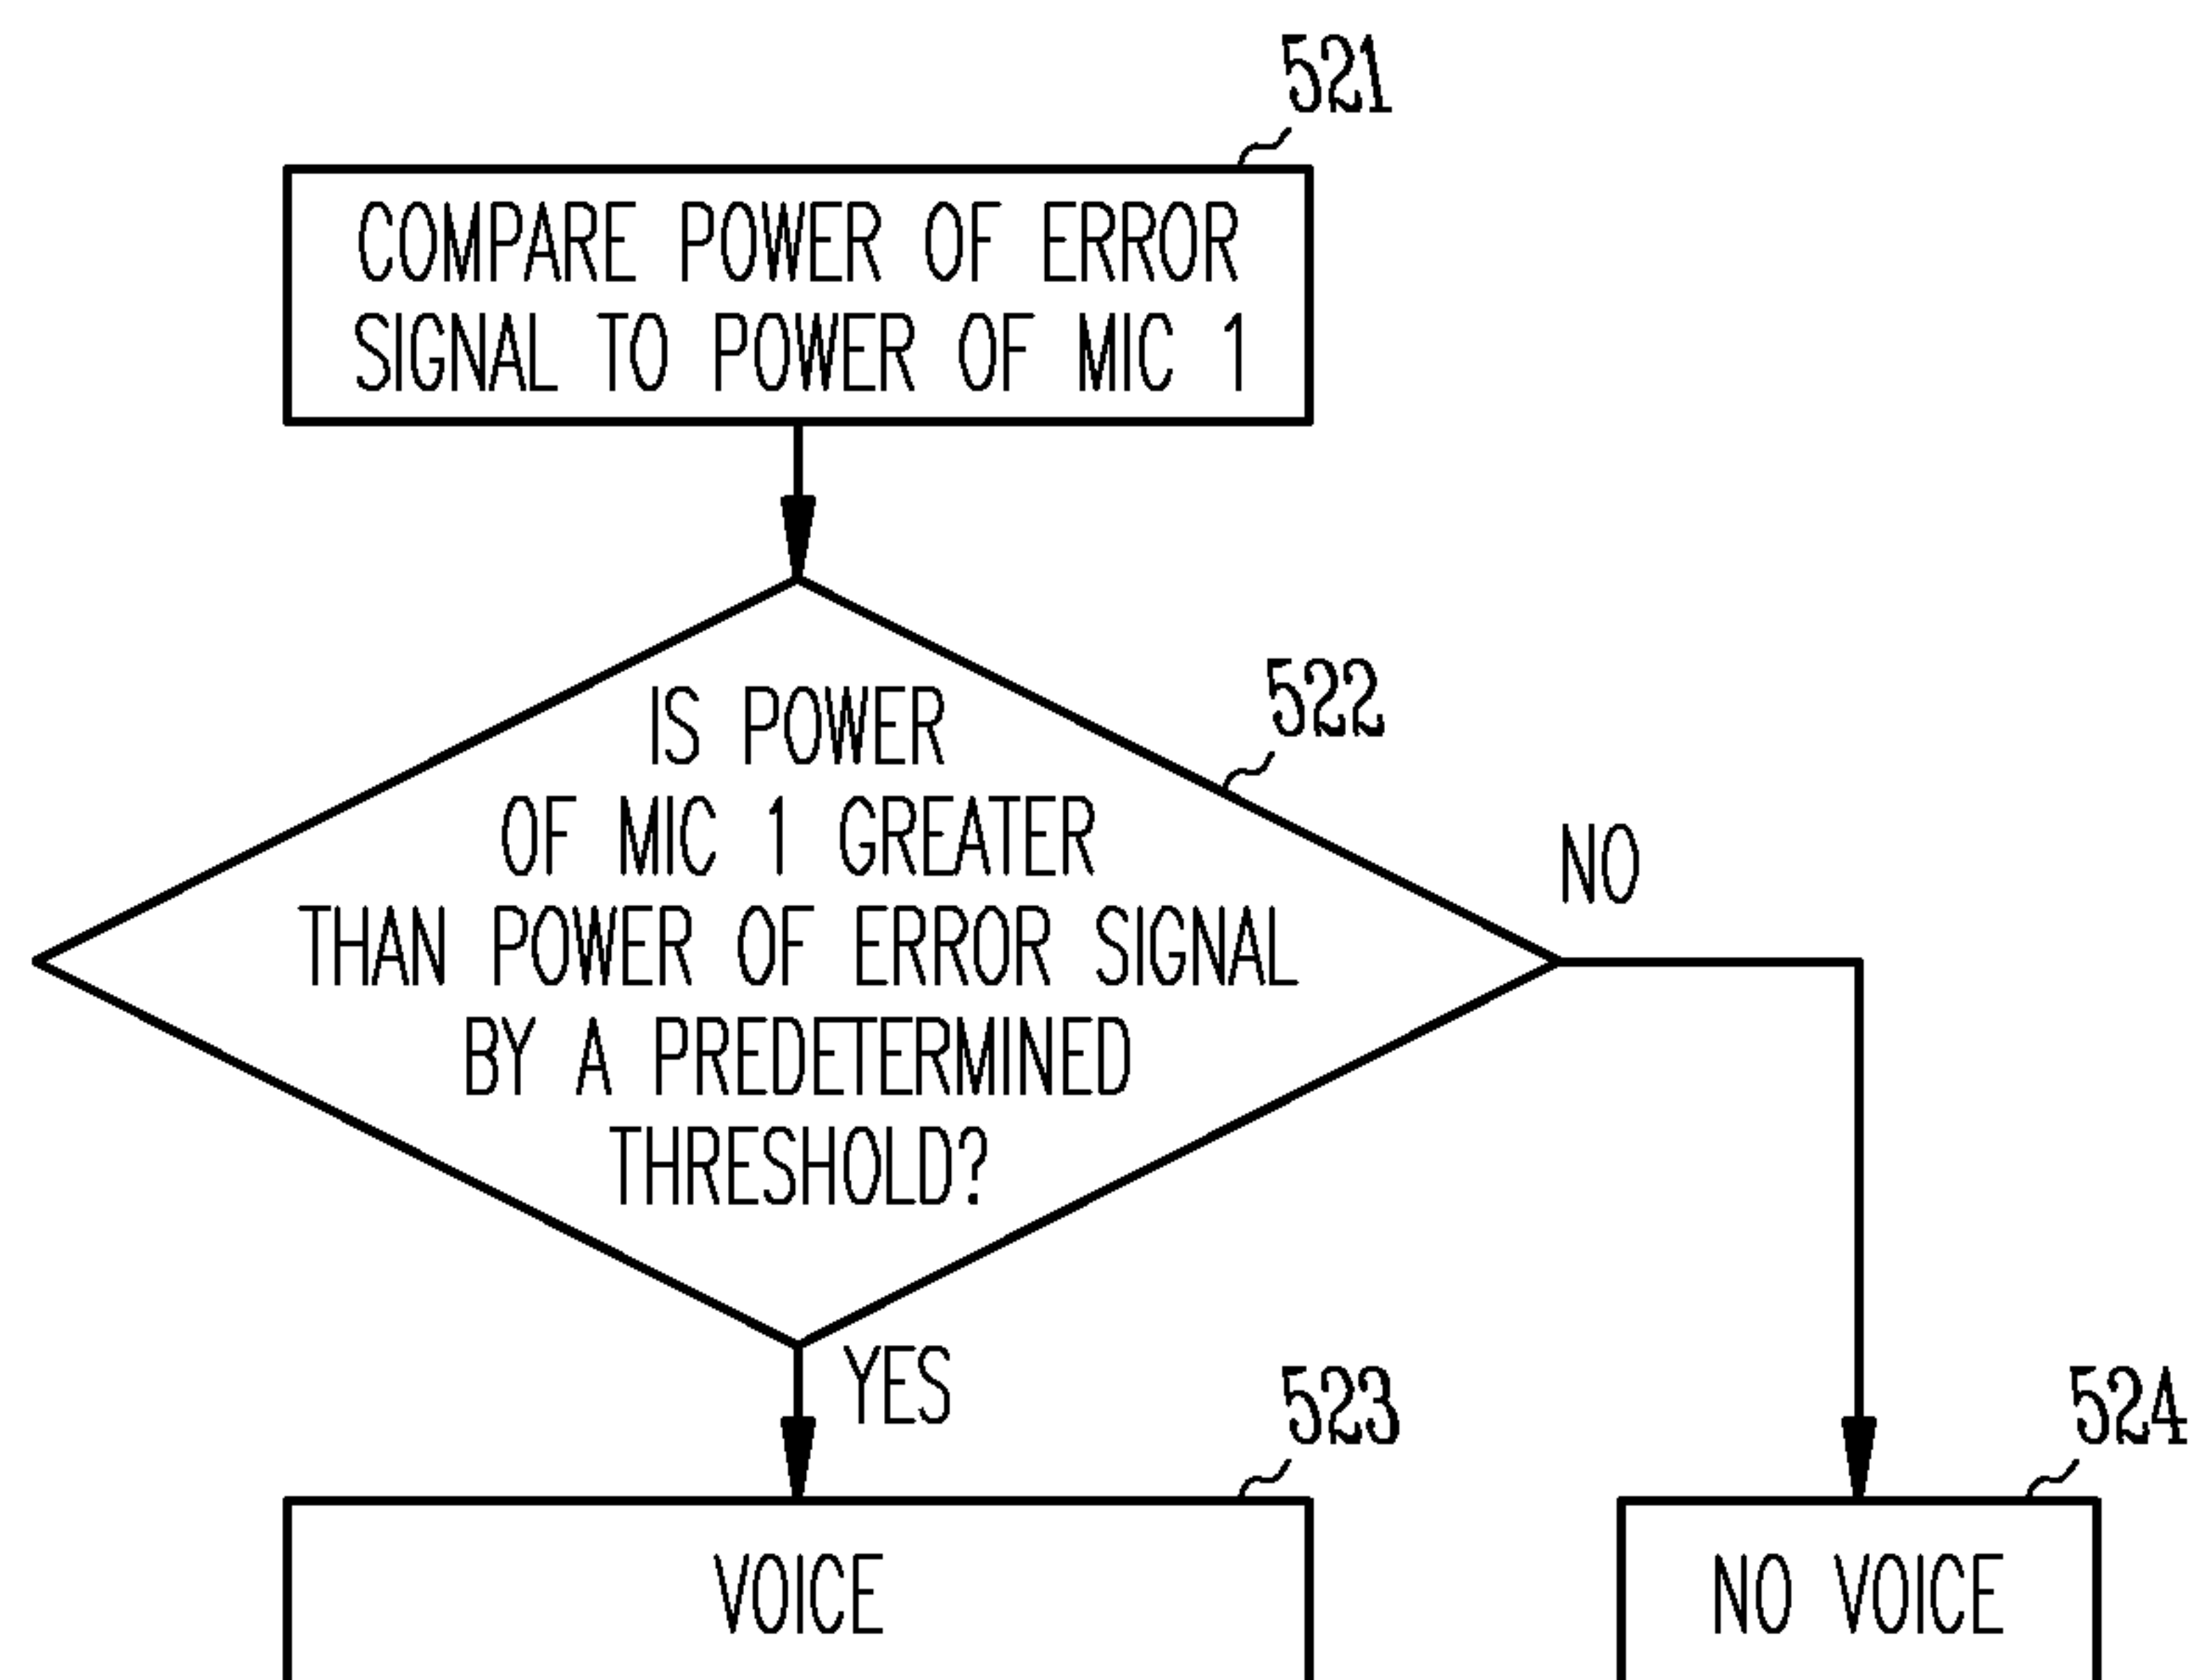 521
COMPARE POWER OF ERROR
SIGNAL TO POWER OF MIC 1
522
IS POWER
OF MIC 1 GREATER
THAN POWER OF ERROR SIGNAL
BY A PREDETERMINED
THRESHOLD?
NO
YES
523
524
VOICE
NO VOICE